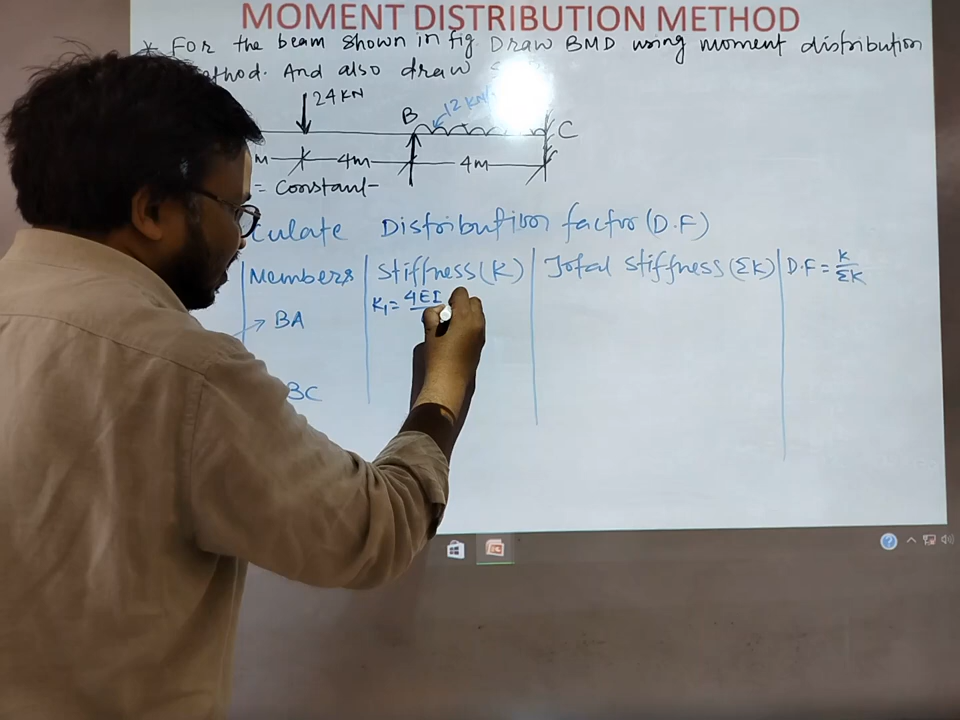 MOMENT DISTRIBUTION METHOD
* For the beam shown in fig Draw BMD using moment distribution
ethod. And also draw
24 KN
B
12 KN/
C
M
4m
4m
= Constant
culate Distribution factor (D.F)
Members
Stiffness (K)
Total Stiffness (ΣK)
D.F = K/ΣK
K₁ = 4EI
BA
BC